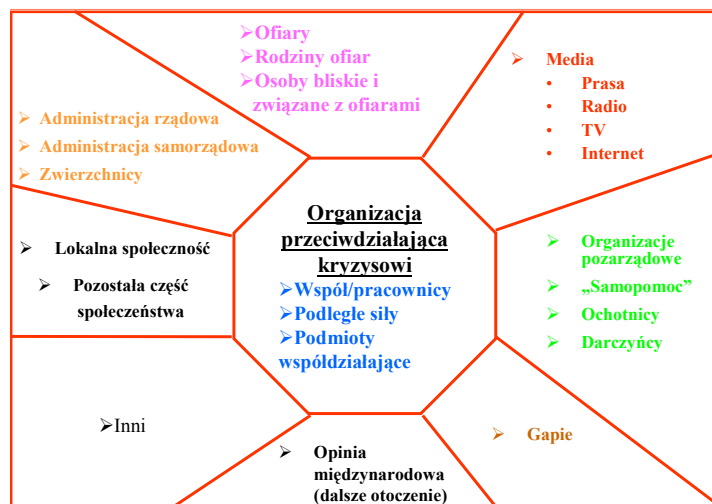 ➢Ofiary
➢Rodziny ofiar
➢Osoby bliskie i
związane z ofiarami
➢ Media
• Prasa
• Radio
• TV
• Internet
➢ Administracja rządowa
➢ Administracja samorządowa
➢ Zwierzchnicy
Organizacja
przeciwdziałająca
kryzysowi
➢Współ/pracownicy
➢Podległe siły
➢Podmioty
współdziałające
➢ Lokalna społeczność
➢ Pozostała część
społeczeństwa
➢ Organizacje
pozarządowe
➢ „Samopomoc”
➢ Ochotnicy
➢ Darczyńcy
➢Inni
➢ Opinia
międzynarodowa
(dalsze otoczenie)
➢ Gapie